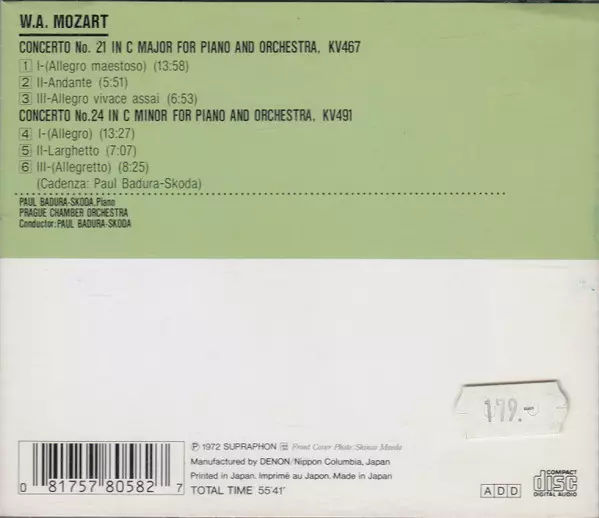 W.A. MOZART
CONCERTO No. 21 IN C MAJOR FOR PIANO AND ORCHESTRA, KV467
1 I-(Allegro maestoso) (13:58)
2 II-Andante (5:51)
3 III-Allegro vivace assai (6:53)
CONCERTO No.24 IN C MINOR FOR PIANO AND ORCHESTRA, KV491
4 I-(Allegro) (13:27)
5 II-Larghetto (7:07)
6 III-(Allegretto) (8:25)
(Cadenza: Paul Badura-Skoda)
PAUL BADURA-SKODA, Piano
PRAGUE CHAMBER ORCHESTRA
Conductor: PAUL BADURA-SKODA
179.-
℗ 1972 SUPRAPHON Front Cover Photo: Shinzo Maeda
Manufactured by DENON/Nippon Columbia, Japan
Printed in Japan. Imprimé au Japon. Made in Japan
TOTAL TIME 55'41"
0 81757 80582 7
ADD
COMPACT
disc
DIGITAL AUDIO